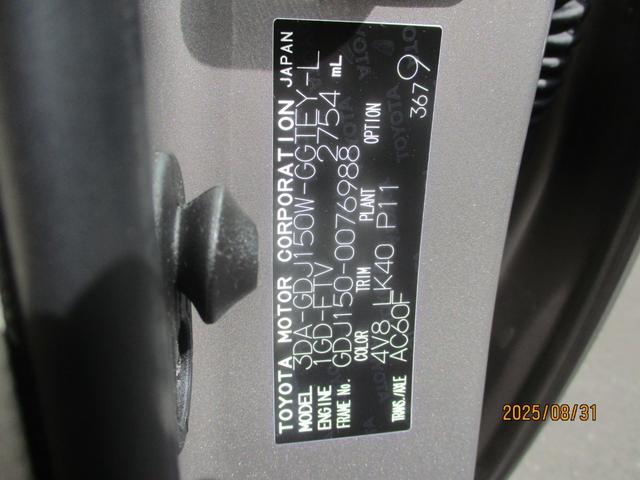 TOYOTA MOTOR CORPORATION JAPAN
MODEL 3DA-GDJ150W-GGTEY-L
ENGINE 1GD-FTV 2754 mL
FRAME No. GDJ150-0076988
COLOR TRIM PLANT OPTION
4V8 LK40 P11 3679
TRANS./AXLE AC60F
2025/08/31